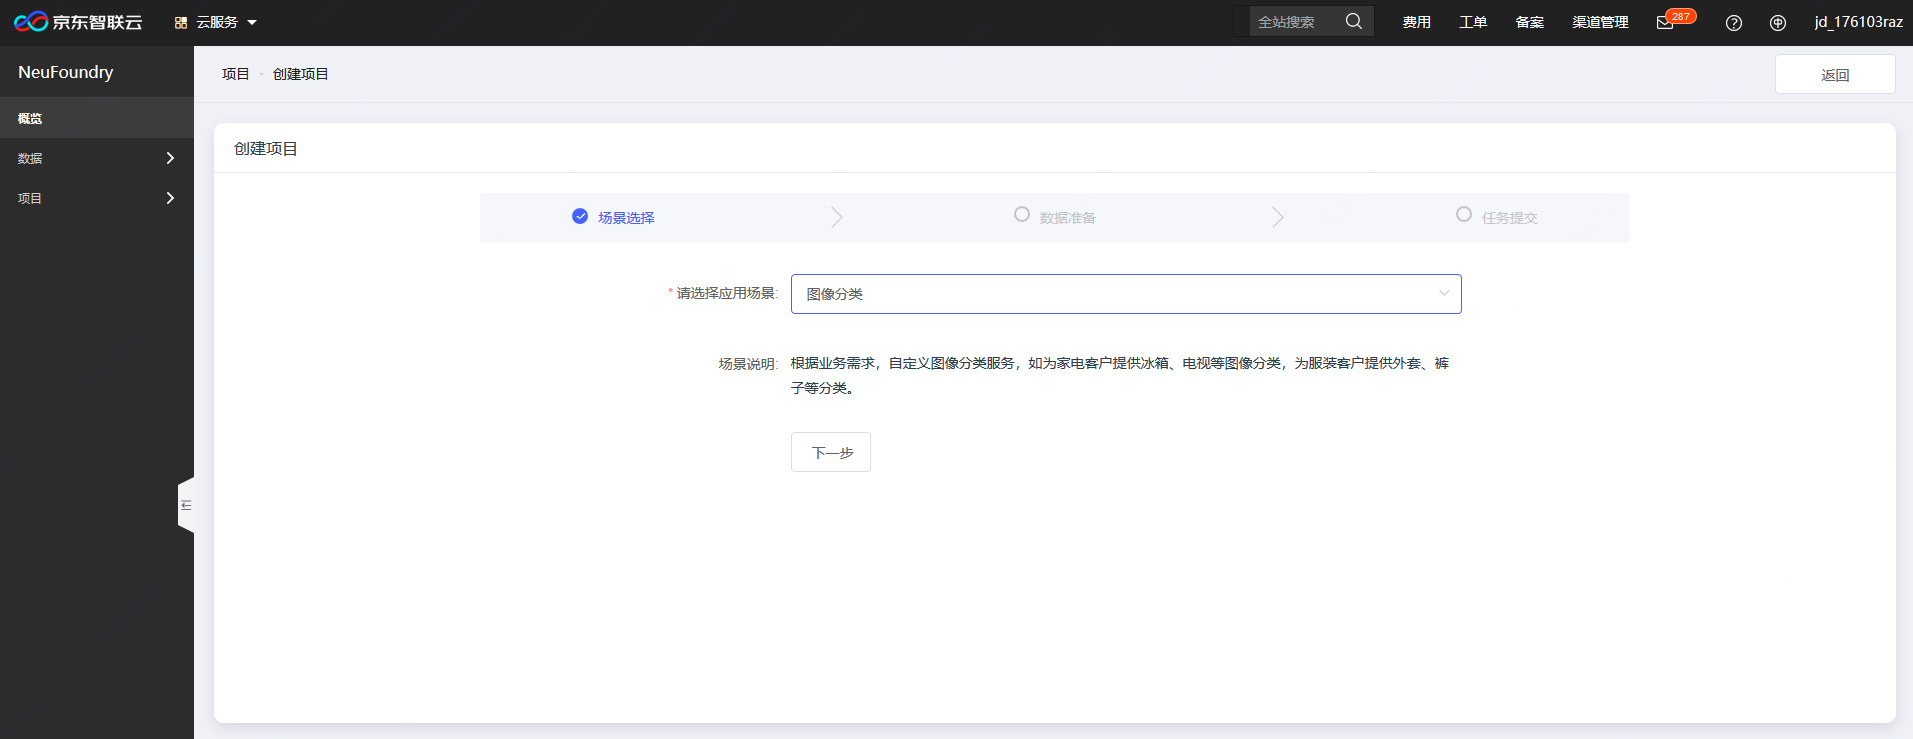 京东智联云
云服务
全站搜索
费用
工单
备案
渠道管理
287
jd_176103raz
NeuFoundry
概览
数据
项目
项目 · 创建项目
返回
创建项目
场景选择
数据准备
任务提交
* 请选择应用场景:
图像分类
场景说明:
根据业务需求，自定义图像分类服务，如为家电客户提供冰箱、电视等图像分类，为服装客户提供外套、裤
子等分类。
下一步